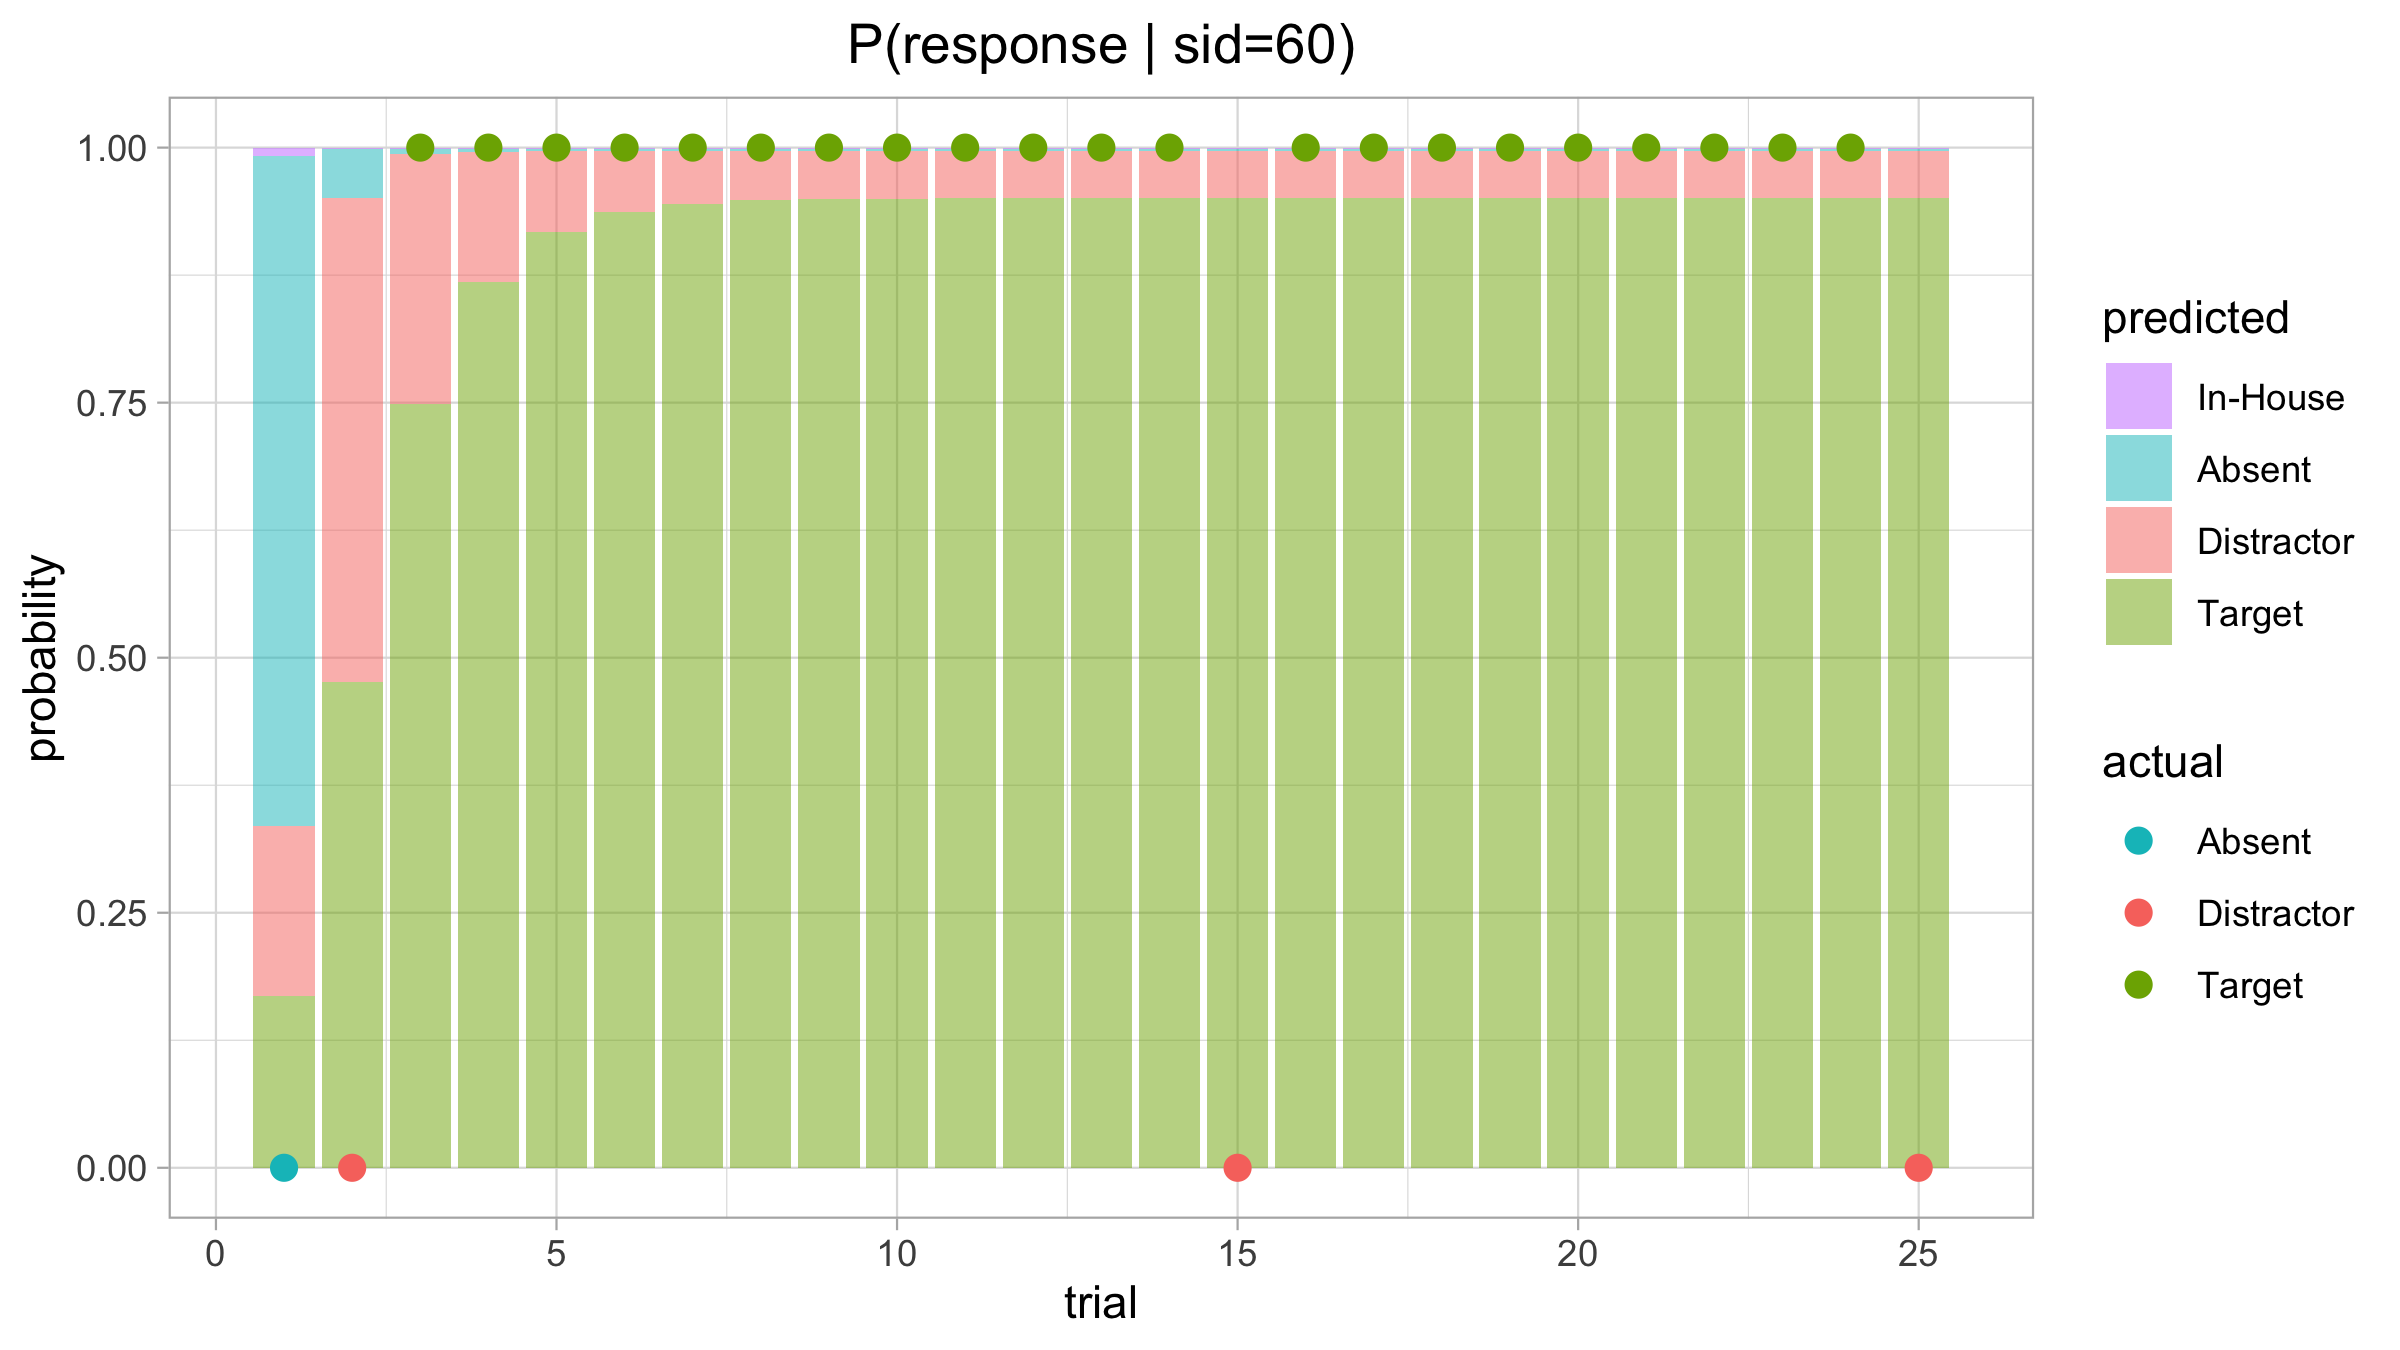 P(response | sid=60)
1.00
0.75
0.50
0.25
0.00
probability
0 5 10 15 20 25
trial
predicted
In-House
Absent
Distractor
Target
actual
Absent
Distractor
Target